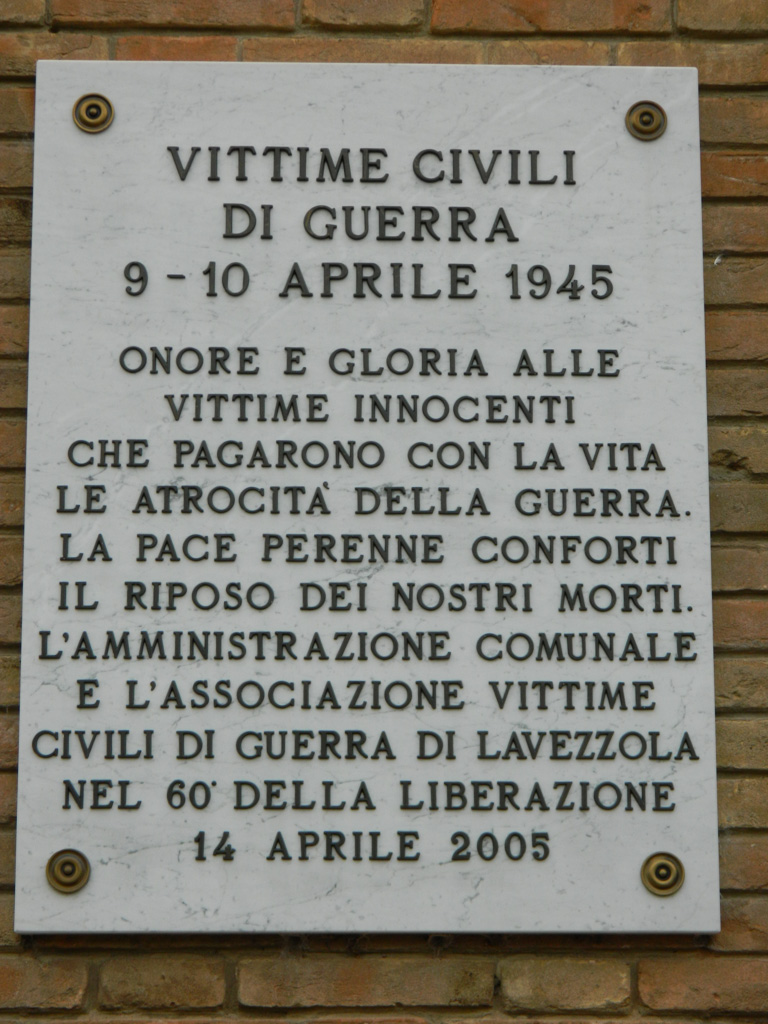 VITTIME CIVILI
DI GUERRA
9-10 APRILE 1945
ONORE E GLORIA ALLE
VITTIME INNOCENTI
CHE PAGARONO CON LA VITA
LE ATROCITÀ DELLA GUERRA.
LA PACE PERENNE CONFORTI
IL RIPOSO DEI NOSTRI MORTI.
L'AMMINISTRAZIONE COMUNALE
E L'ASSOCIAZIONE VITTIME
CIVILI DI GUERRA DI LAVEZZOLA
NEL 60° DELLA LIBERAZIONE
14 APRILE 2005